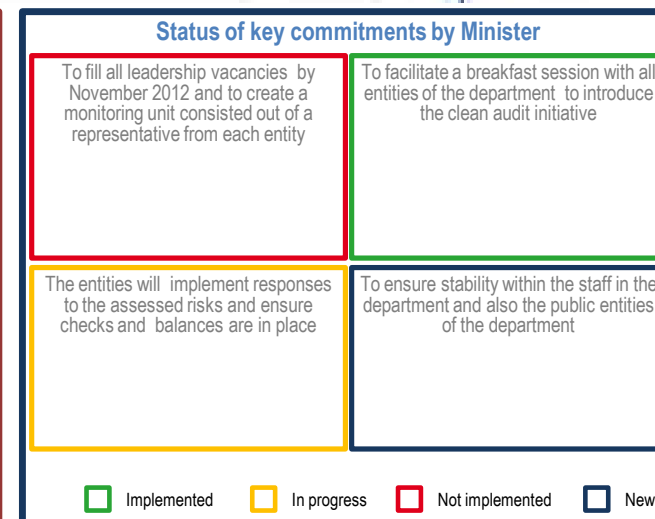 Status of key commitments by Minister
To fill all leadership vacancies by
November 2012 and to create a
monitoring unit consisted out of a
representative from each entity
To facilitate a breakfast session with all
entities of the department to introduce
the clean audit initiative
The entities will implement responses
to the assessed risks and ensure
checks and balances are in place
To ensure stability within the staff in the
department and also the public entities
of the department
Implemented In progress Not implemented New